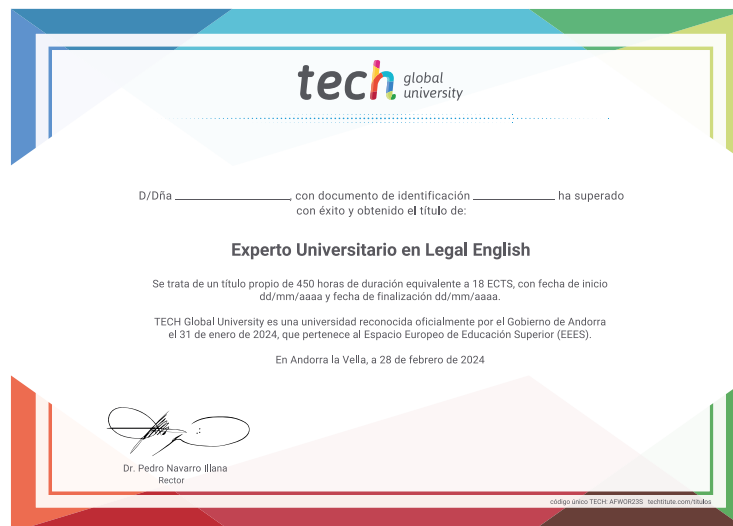 tech global university
D/Dña ____________________, con documento de identificación ______________ ha superado
con éxito y obtenido el título de:
Experto Universitario en Legal English
Se trata de un título propio de 450 horas de duración equivalente a 18 ECTS, con fecha de inicio
dd/mm/aaaa y fecha de finalización dd/mm/aaaa.
TECH Global University es una universidad reconocida oficialmente por el Gobierno de Andorra
el 31 de enero de 2024, que pertenece al Espacio Europeo de Educación Superior (EEES).
En Andorra la Vella, a 28 de febrero de 2024
Dr. Pedro Navarro Illana
Rector
código único TECH: AFWOR23S techtitute.com/titulos